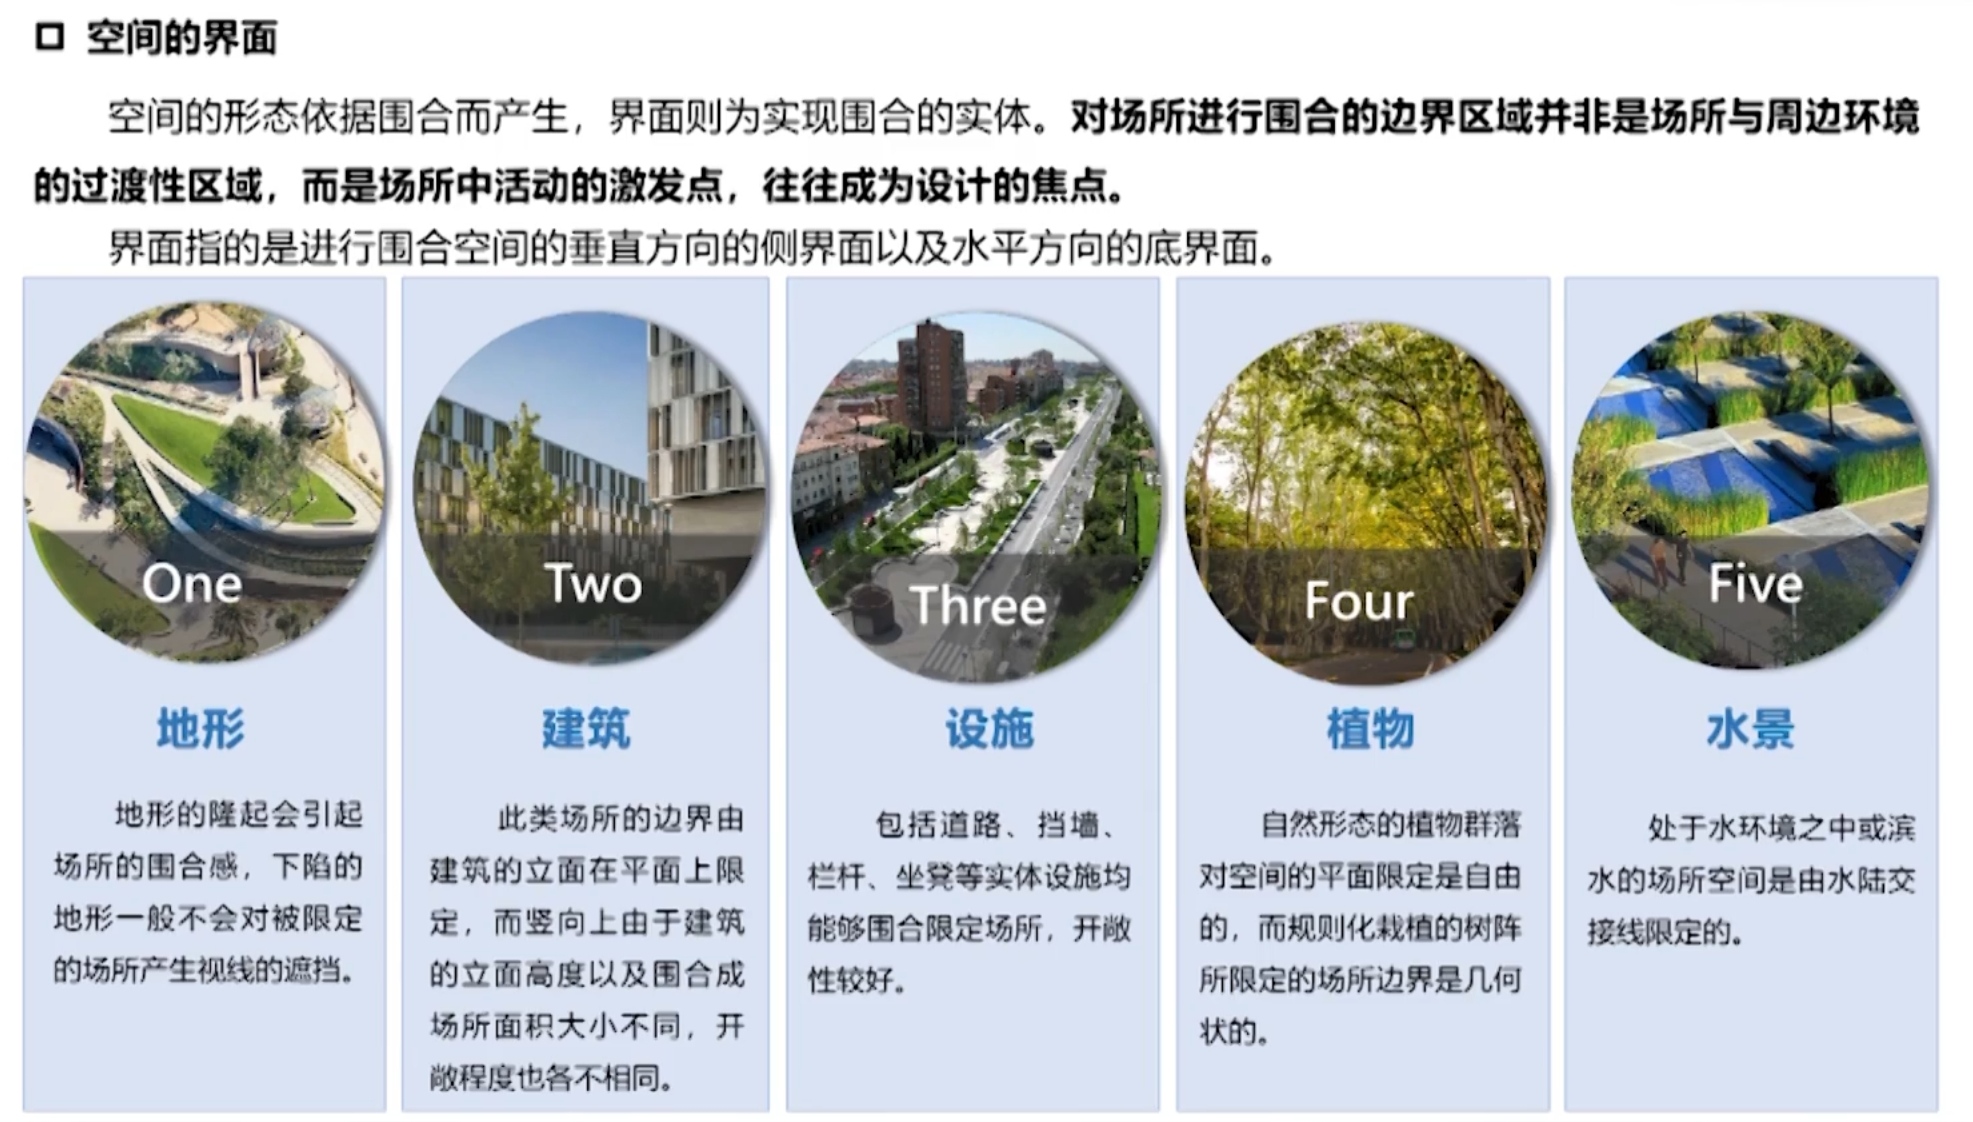 空间的界面
空间的形态依据围合而产生，界面则为实现围合的实体。对场所进行围合的边界区域并非是场所与周边环境
的过渡性区域，而是场所中活动的激发点，往往成为设计的焦点。
界面指的是进行围合空间的垂直方向的侧界面以及水平方向的底界面。
One
地形
地形的隆起会引起
场所的围合感，下陷的
地形一般不会对被限定
的场所产生视线的遮挡。
Two
建筑
此类场所的边界由
建筑的立面在平面上限
定，而竖向上由于建筑
的立面高度以及围合成
场所面积大小不同，开
敞程度也各不相同。
Three
设施
包括道路、挡墙、
栏杆、坐凳等实体设施均
能够围合限定场所，开敞
性较好。
Four
植物
自然形态的植物群落
对空间的平面限定是自由
的，而规则化栽植的树阵
所限定的场所边界是几何
状的。
Five
水景
处于水环境之中或滨
水的场所空间是由水陆交
接线限定的。